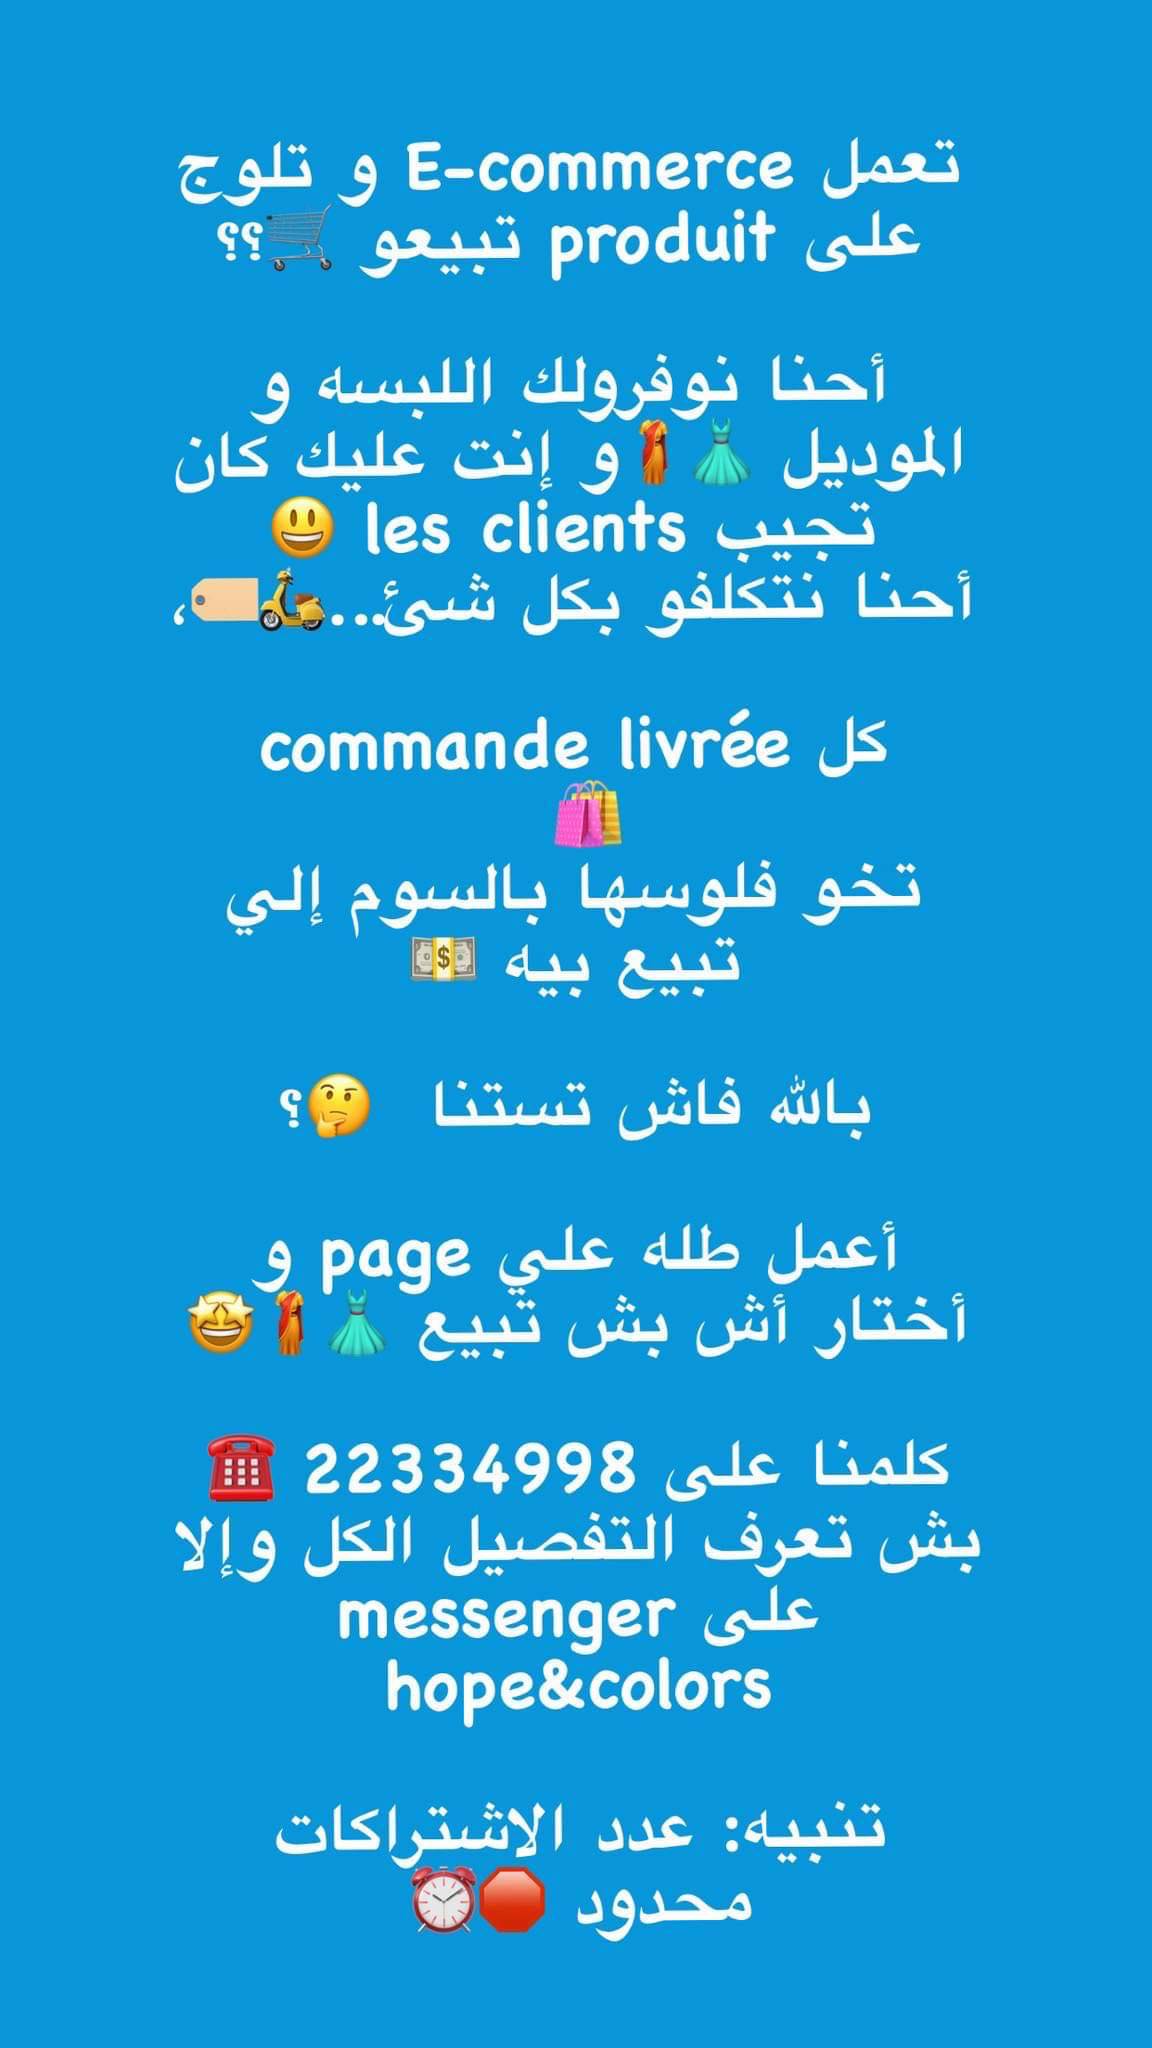 تعمل E-commerce و تلوج
على produit تبيعو 🛒؟؟
أحنا نوفرولك اللبسه و
الموديل 👗🥻و إنت عليك كان
تجيب les clients 😃
أحنا نتكلفو بكل شئ...🛵🏷️،
كل commande livrée
🛍️
تخو فلوسها بالسوم إلي
تبيع بيه 💵
بالله فاش تستنا 🤔؟
أعمل طله علي page و
أختار أش بش تبيع 👗🥻🤩
كلمنا على 22334998 ☎️
بش تعرف التفصيل الكل وإلا
على messenger
hope&colors
تنبيه: عدد الاشتراكات
محدود 🛑⏰